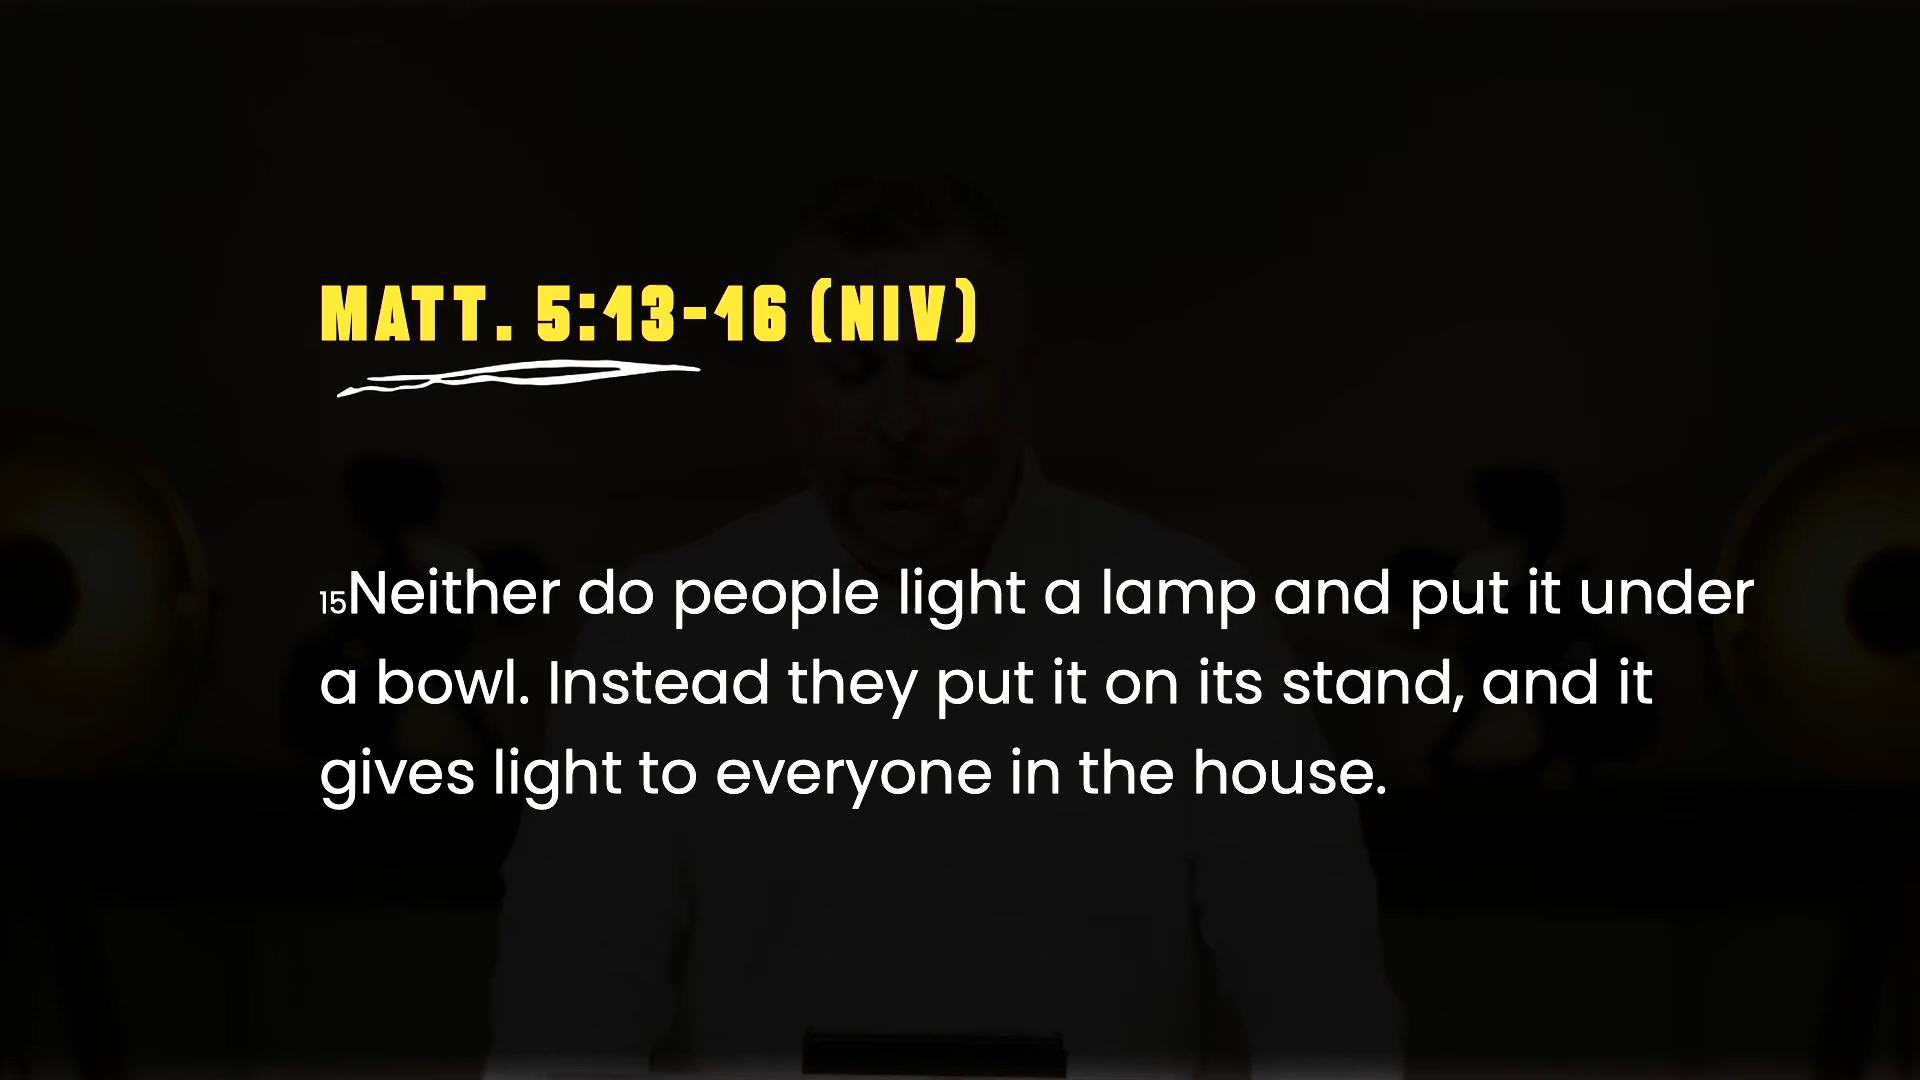 MATT. 5:13-16 (NIV)
15Neither do people light a lamp and put it under
a bowl. Instead they put it on its stand, and it
gives light to everyone in the house.